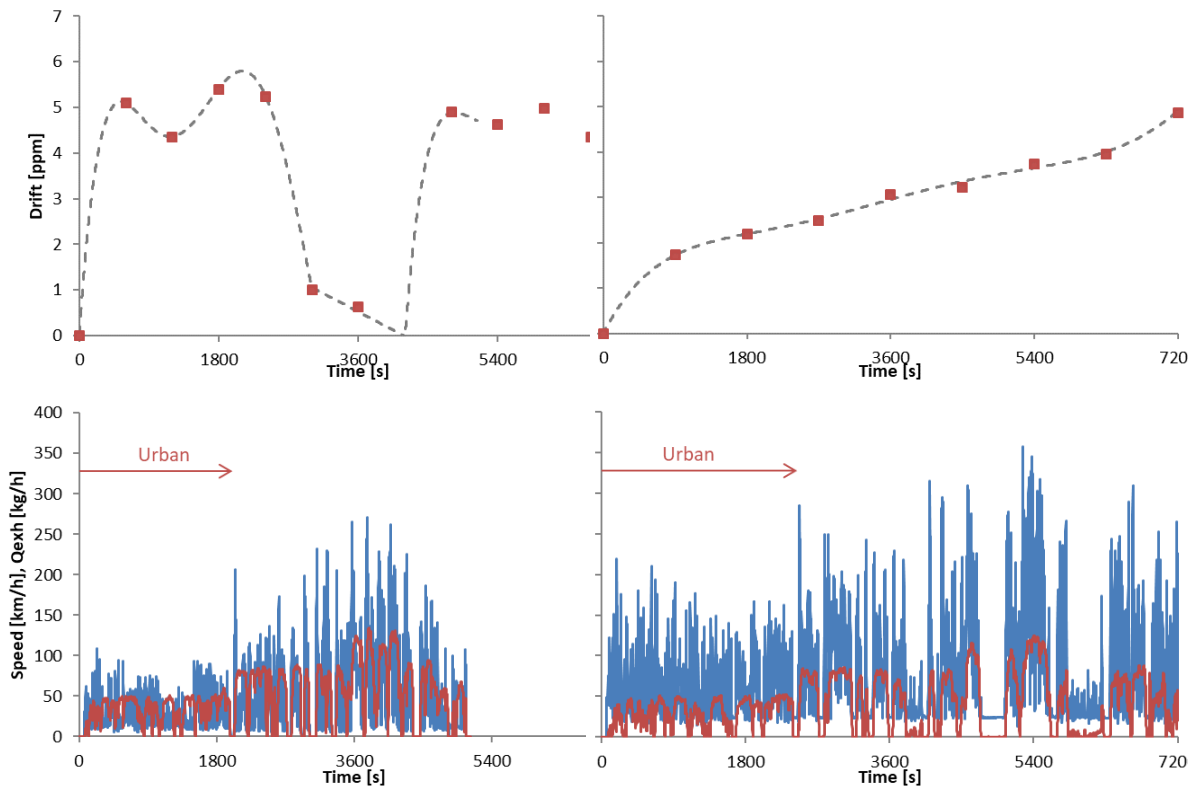 7
6
5
4
3
2
1
0
Drift [ppm]
0 1800 3600 5400
Time [s]
0 1800 3600 5400 720
Time [s]
400
350
300
250
200
150
100
50
0
Speed [km/h], Qexh [kg/h]
Urban
0 1800 3600 5400
Time [s]
Urban
0 1800 3600 5400 720
Time [s]